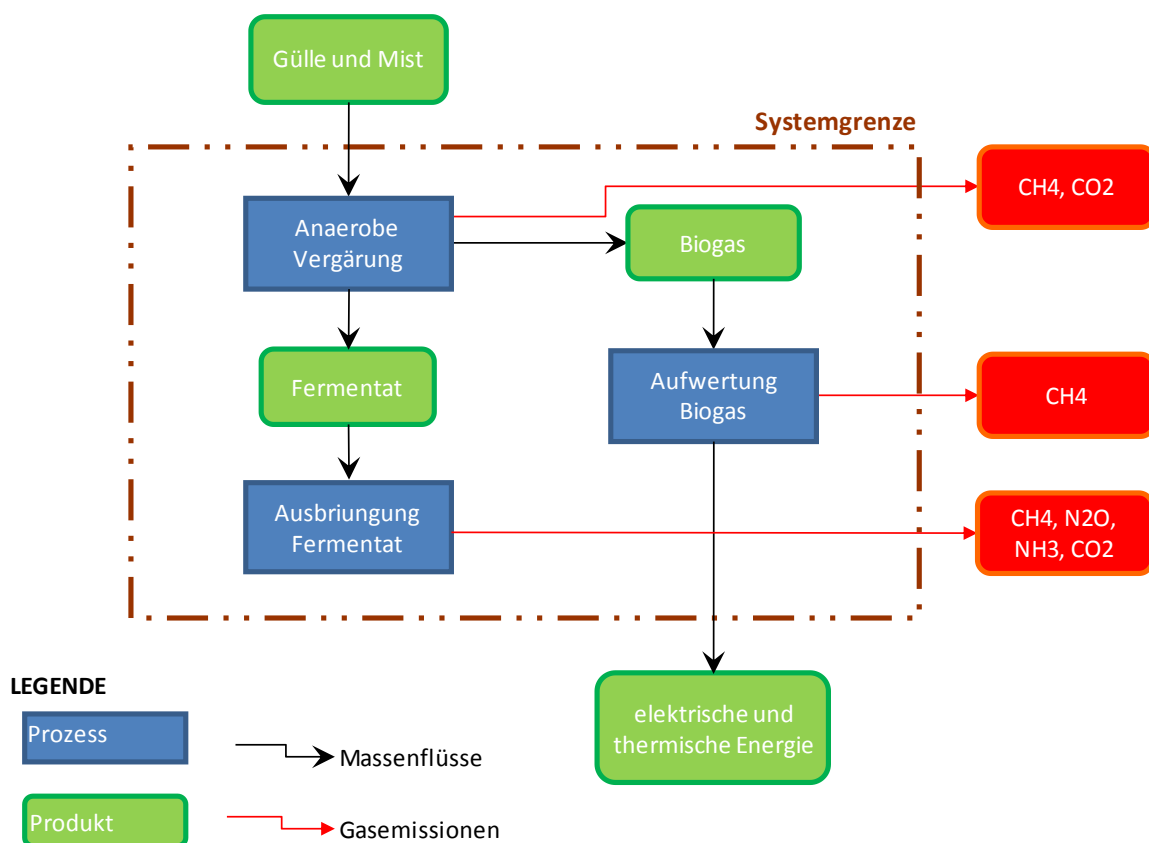 Gülle und Mist
Systemgrenze
CH4, CO2
Anaerobe
Vergärung
Biogas
Fermentat
Aufwertung
Biogas
CH4
Ausbriungung
Fermentat
CH4, N2O,
NH3, CO2
LEGENDE
elektrische und
thermische Energie
Prozess
Massenflüsse
Produkt
Gasemissionen